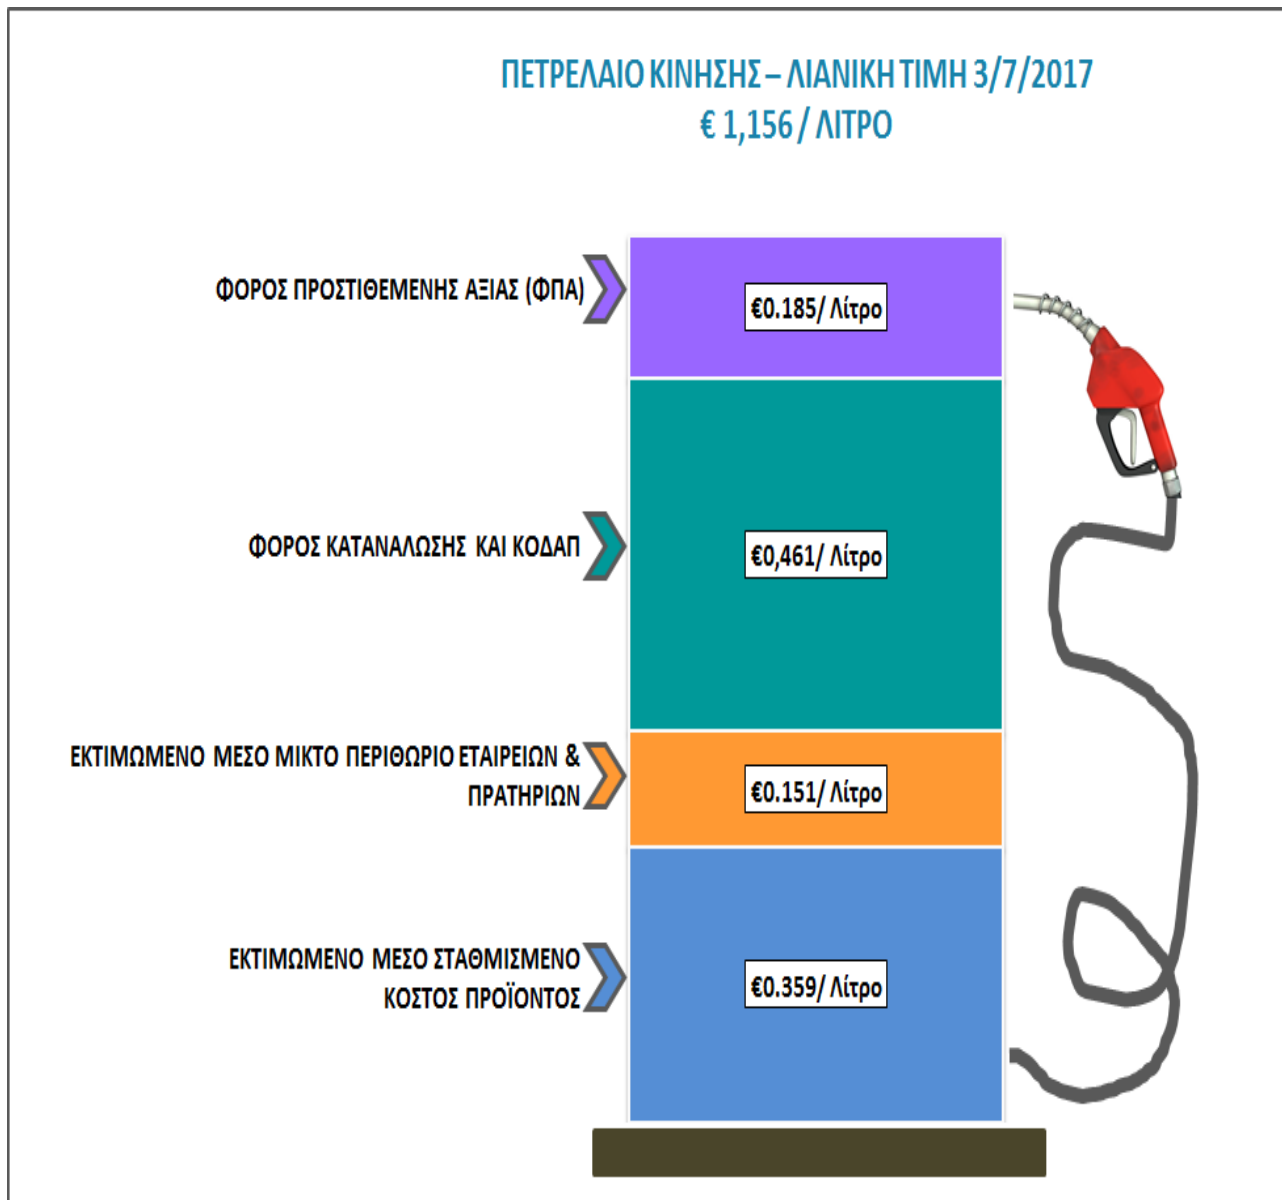 ΠΕΤΡΕΛΑΙΟ ΚΙΝΗΣΗΣ – ΛΙΑΝΙΚΗ ΤΙΜΗ 3/7/2017
€ 1,156 / ΛΙΤΡΟ
ΦΟΡΟΣ ΠΡΟΣΤΙΘΕΜΕΝΗΣ ΑΞΙΑΣ (ΦΠΑ)
€0.185/ Λίτρο
ΦΟΡΟΣ ΚΑΤΑΝΑΛΩΣΗΣ ΚΑΙ ΚΟΔΑΠ
€0,461/ Λίτρο
ΕΚΤΙΜΩΜΕΝΟ ΜΕΣΟ ΜΙΚΤΟ ΠΕΡΙΘΩΡΙΟ ΕΤΑΙΡΕΙΩΝ &
ΠΡΑΤΗΡΙΩΝ
€0.151/ Λίτρο
ΕΚΤΙΜΩΜΕΝΟ ΜΕΣΟ ΣΤΑΘΜΙΣΜΕΝΟ
ΚΟΣΤΟΣ ΠΡΟΪΟΝΤΟΣ
€0.359/ Λίτρο